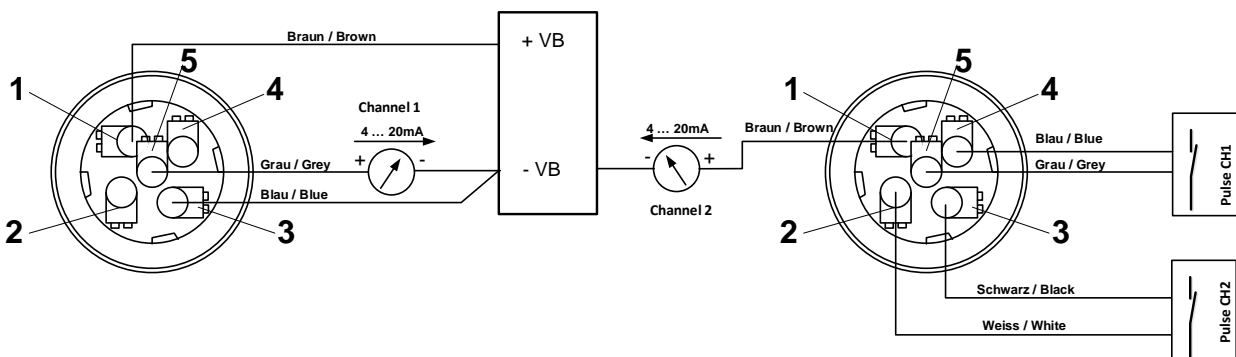 Braun / Brown
+ VB
1
5
4
Channel 1
4 … 20mA
+
-
Grau / Grey
Blau / Blue
2
3
- VB
4 … 20mA
-
+
Channel 2
Braun / Brown
1
5
4
2
3
Blau / Blue
Grau / Grey
Pulse CH1
Schwarz / Black
Weiss / White
Pulse CH2